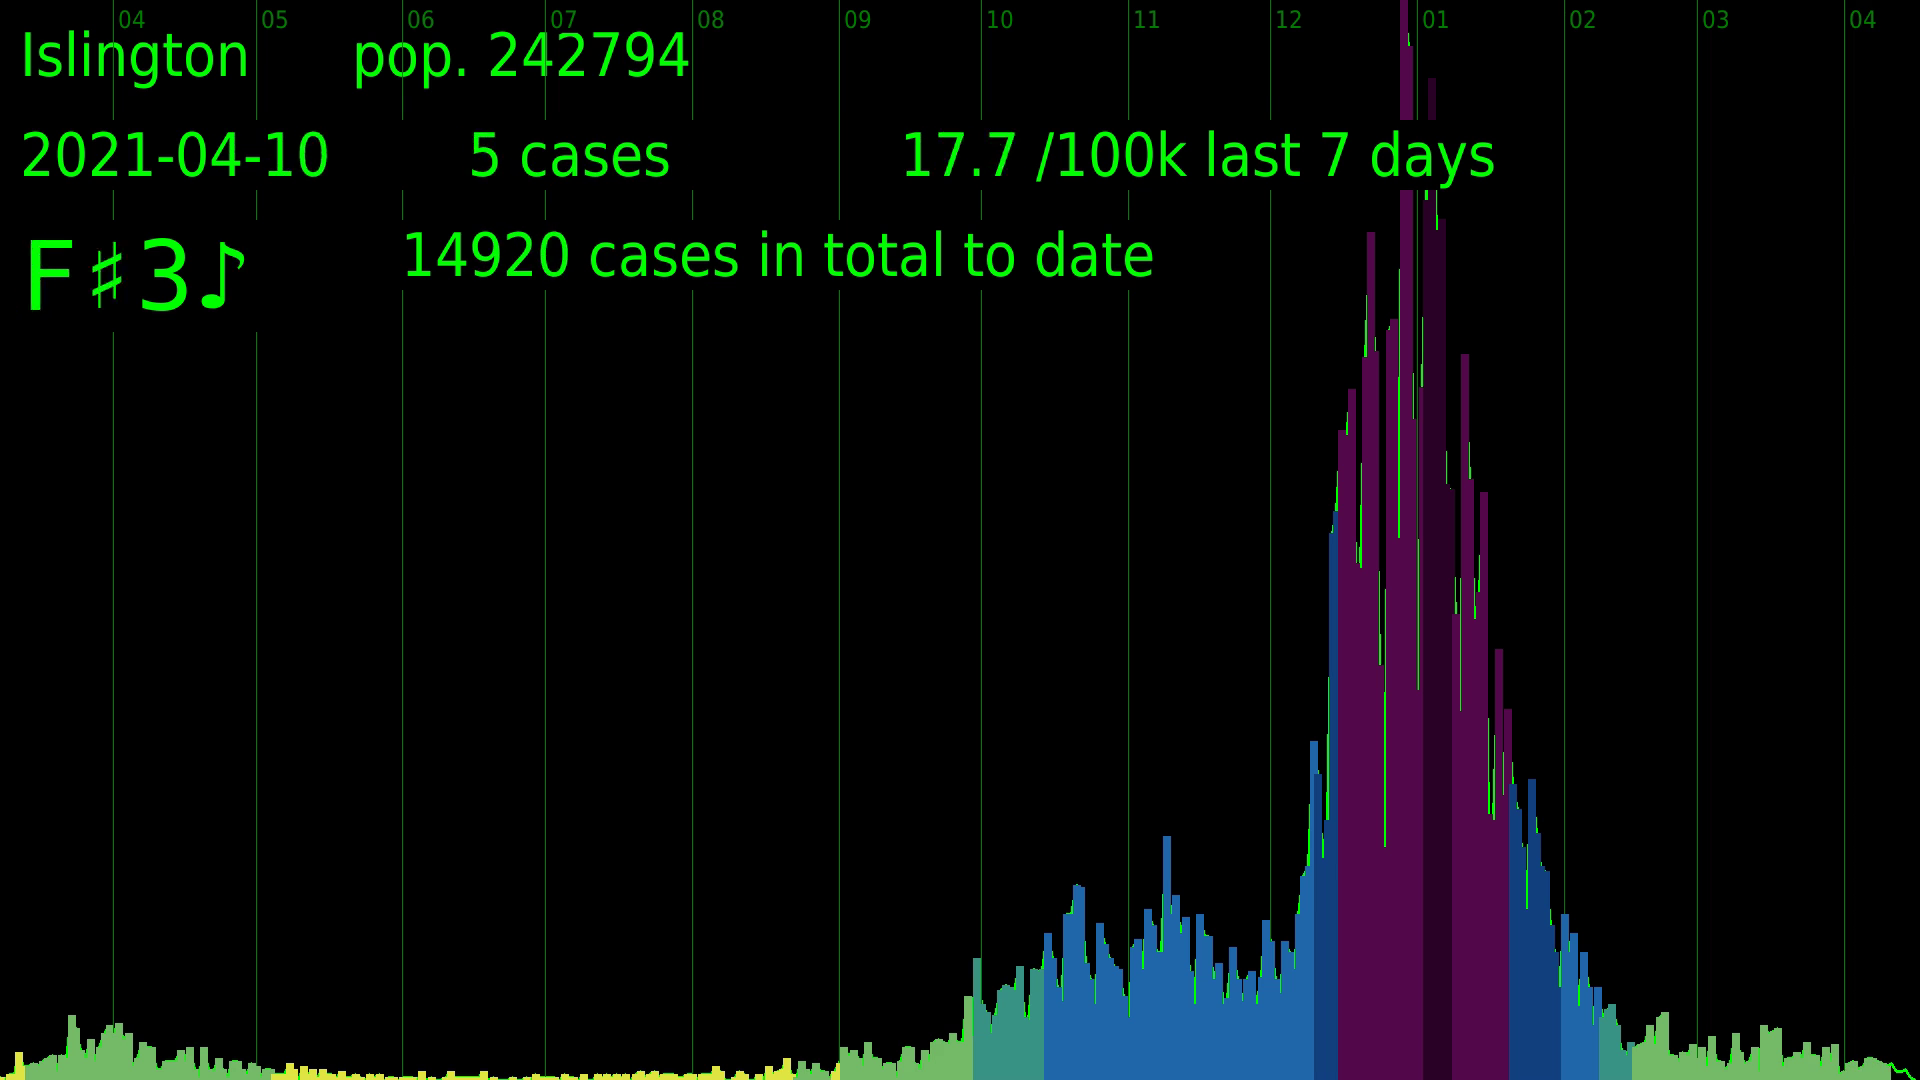 04 05 06 07 08 09 10 11 12 01 02 03 04
Islington pop. 242794
2021-04-10 5 cases 17.7 /100k last 7 days
F♯3♪ 14920 cases in total to date